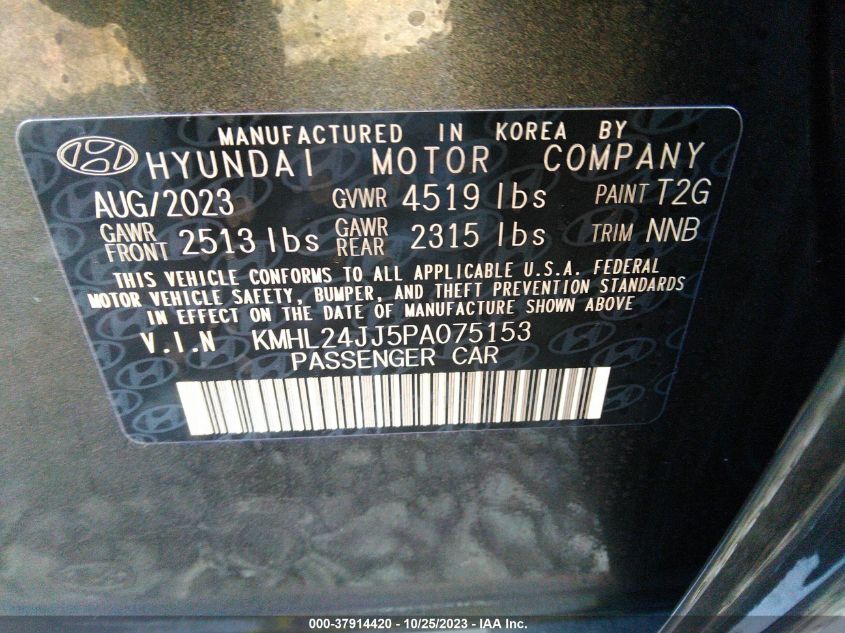 MANUFACTURED IN KOREA BY
HYUNDAI MOTOR COMPANY
AUG/2023 GVWR 4519 lbs PAINT T2G
GAWR FRONT 2513 lbs GAWR REAR 2315 lbs TRIM NNB
THIS VEHICLE CONFORMS TO ALL APPLICABLE U.S.A. FEDERAL
MOTOR VEHICLE SAFETY, BUMPER, AND THEFT PREVENTION STANDARDS
IN EFFECT ON THE DATE OF MANUFACTURE SHOWN ABOVE
V.I.N KMHL24JJ5PA075153
PASSENGER CAR
000-37914420 - 10/25/2023 - IAA Inc.